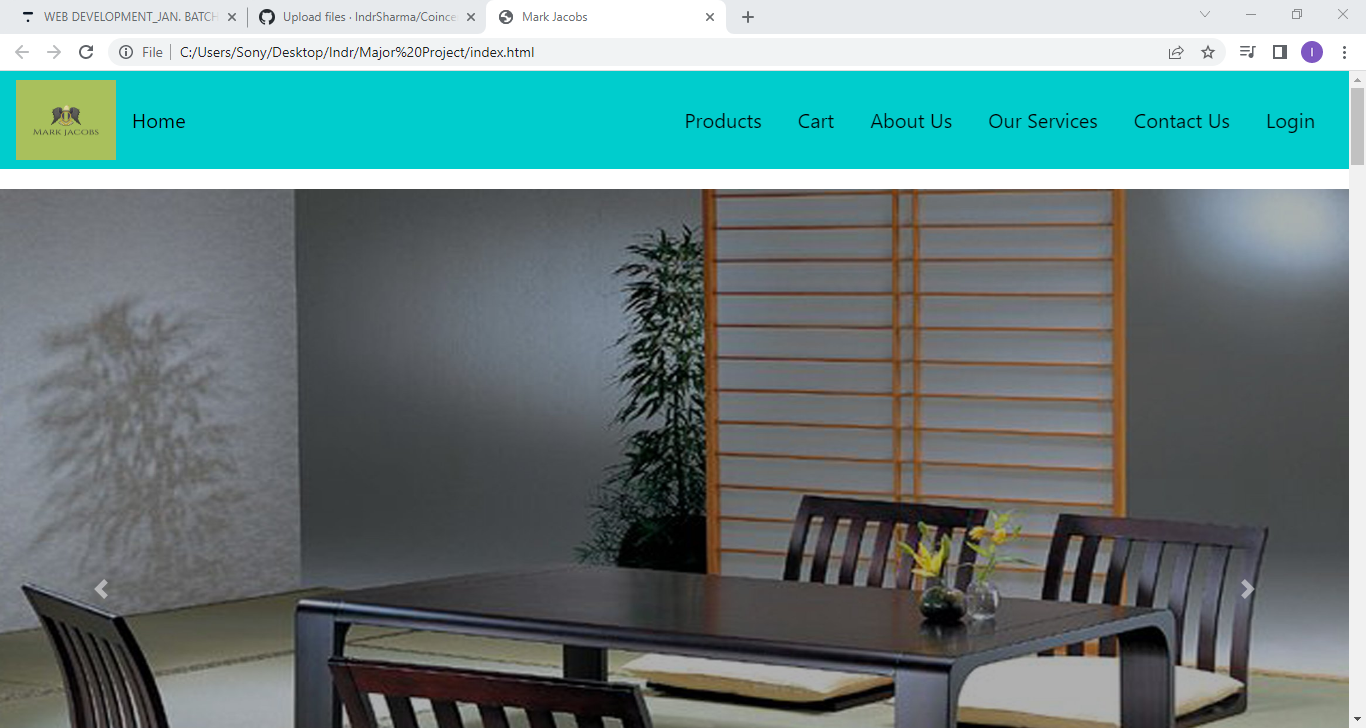 WEB DEVELOPMENT_JAN. BATCH
Upload files · IndrSharma/Coince
Mark Jacobs
File
C:/Users/Sony/Desktop/Indr/Major%20Project/index.html
I
MARK JACOBS
Home
Products
Cart
About Us
Our Services
Contact Us
Login